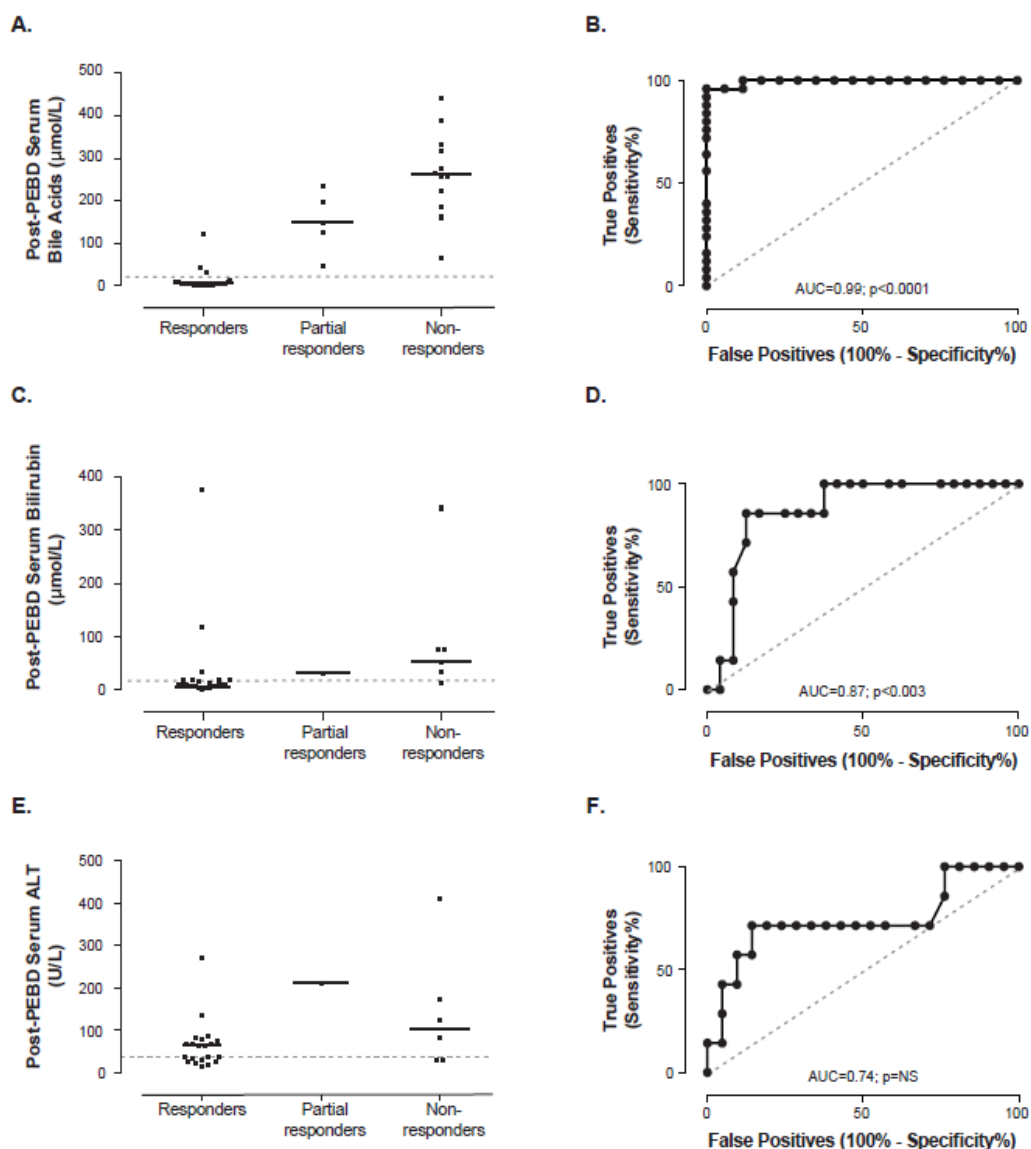 A.
Post-PEBD Serum
Bile Acids (μmol/L)
500
400
300
200
100
0
Responders
Partial
responders
Non-
responders
B.
True Positives
(Sensitivity%)
100
50
0
AUC=0.99; p<0.0001
0
50
100
False Positives (100% - Specificity%)
C.
Post-PEBD Serum Bilirubin
(μmol/L)
400
300
200
100
0
Responders
Partial
responders
Non-
responders
D.
True Positives
(Sensitivity%)
100
50
0
AUC=0.87; p<0.003
0
50
100
False Positives (100% - Specificity%)
E.
Post-PEBD Serum ALT
(U/L)
500
400
300
200
100
0
Responders
Partial
responders
Non-
responders
F.
True Positives
(Sensitivity%)
100
50
0
AUC=0.74; p=NS
0
50
100
False Positives (100% - Specificity%)